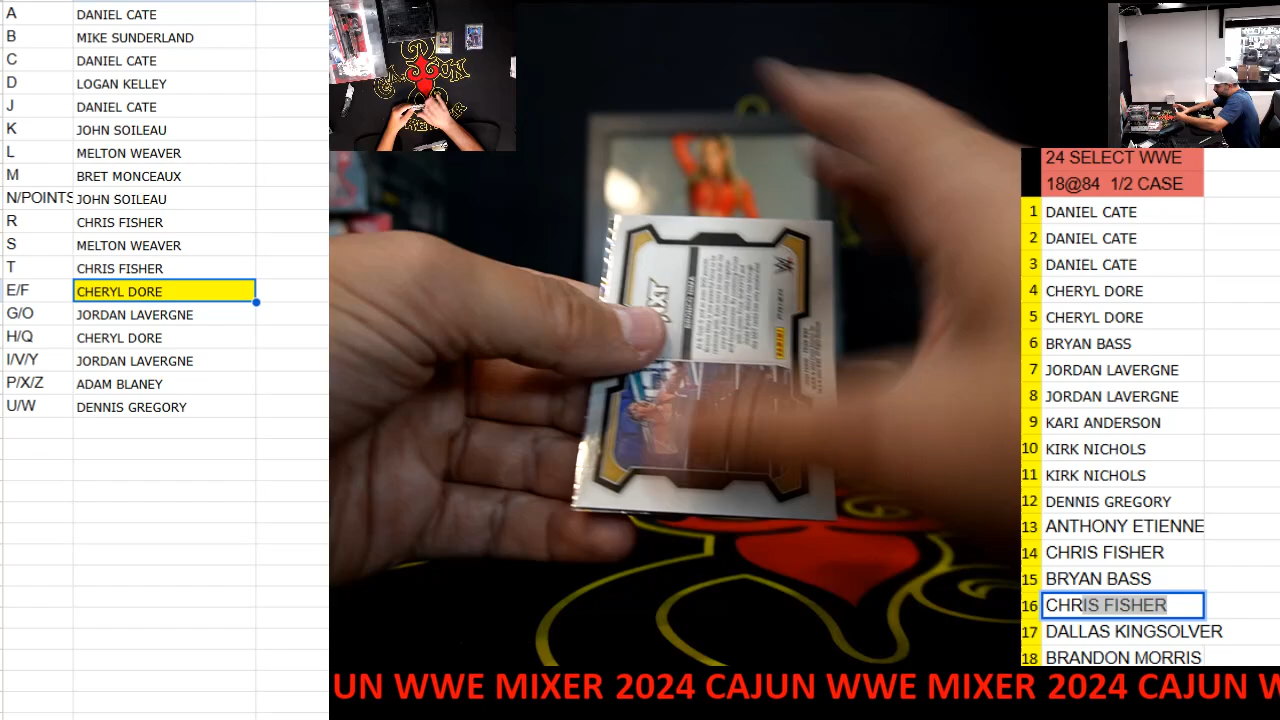 A DANIEL CATE
B MIKE SUNDERLAND
C DANIEL CATE
D LOGAN KELLEY
J DANIEL CATE
K JOHN SOILEAU
L MELTON WEAVER
M BRET MONCEAUX
N/POINTS JOHN SOILEAU
R CHRIS FISHER
S MELTON WEAVER
T CHRIS FISHER
E/F CHERYL DORE
G/O JORDAN LAVERGNE
H/Q CHERYL DORE
I/V/Y JORDAN LAVERGNE
P/X/Z ADAM BLANEY
U/W DENNIS GREGORY
NXT
24 SELECT WWE
18@84 1/2 CASE
1 DANIEL CATE
2 DANIEL CATE
3 DANIEL CATE
4 CHERYL DORE
5 CHERYL DORE
6 BRYAN BASS
7 JORDAN LAVERGNE
8 JORDAN LAVERGNE
9 KARI ANDERSON
10 KIRK NICHOLS
11 KIRK NICHOLS
12 DENNIS GREGORY
13 ANTHONY ETIENNE
14 CHRIS FISHER
15 BRYAN BASS
16 CHRIS FISHER
17 DALLAS KINGSOLVER
18 BRANDON MORRIS
UN WWE MIXER 2024 CAJUN WWE MIXER 2024 CAJUN W